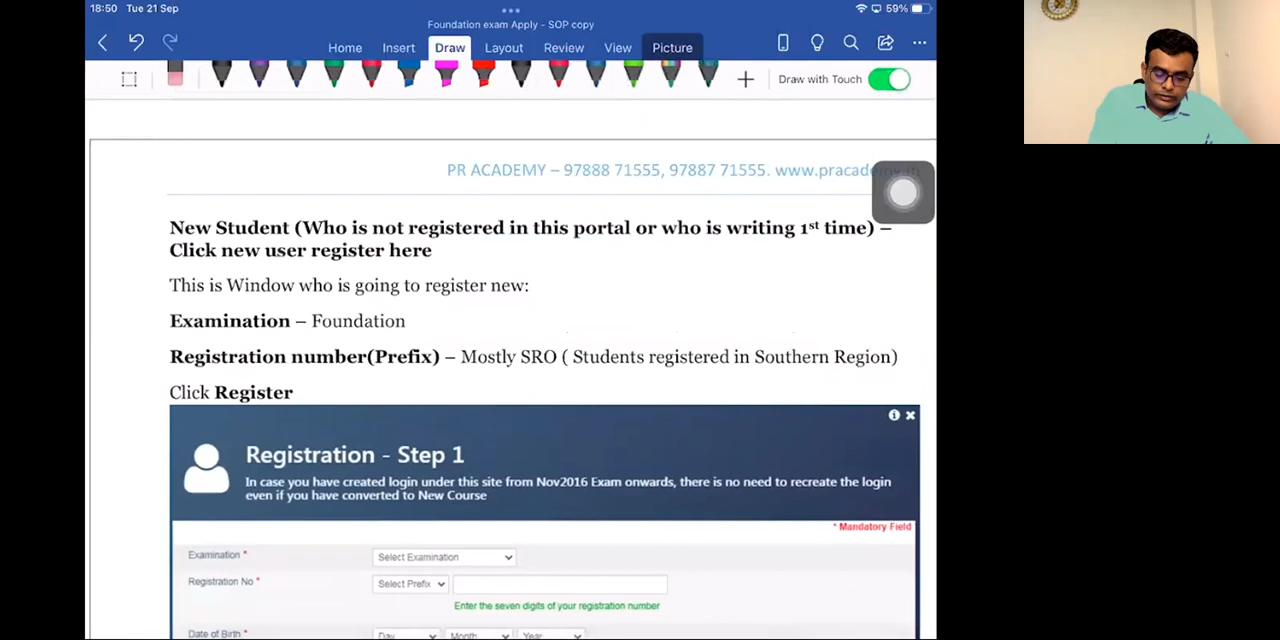 18:50 Tue 21 Sep
59%
Foundation exam Apply - SOP copy
Home Insert Draw Layout Review View Picture
Draw with Touch
PR ACADEMY – 97888 71555, 97887 71555. www.pracademy.in
New Student (Who is not registered in this portal or who is writing 1st time) –
Click new user register here
This is Window who is going to register new:
Examination – Foundation
Registration number(Prefix) – Mostly SRO ( Students registered in Southern Region)
Click Register
Registration - Step 1
In case you have created login under this site from Nov2016 Exam onwards, there is no need to recreate the login
even if you have converted to New Course
* Mandatory Field
Examination * Select Examination
Registration No * Select Prefix
Enter the seven digits of your registration number
Date of Birth * Day Month Year